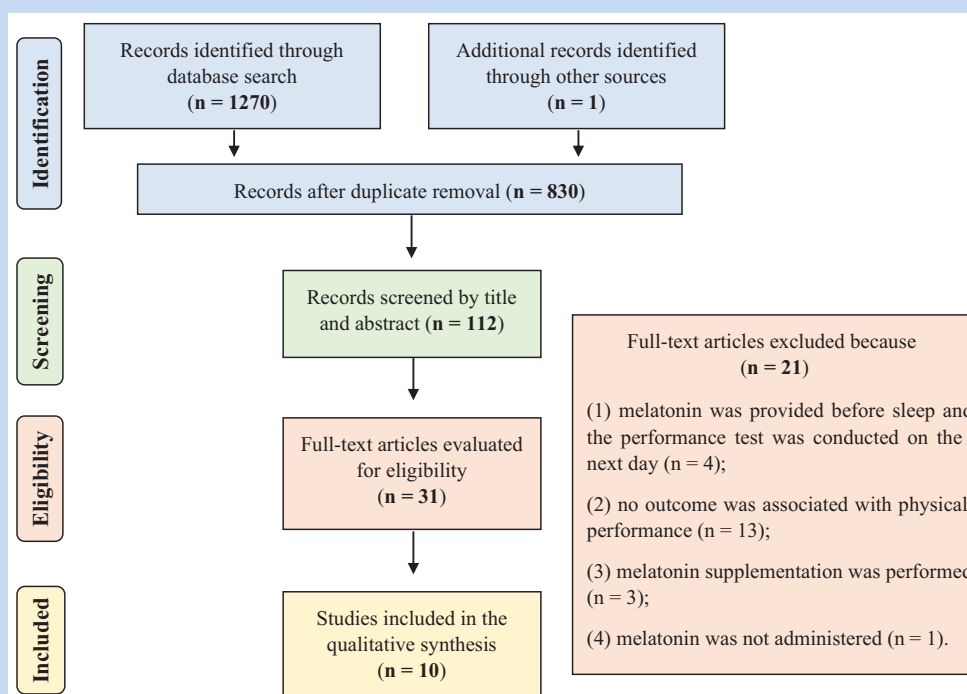 Identification
Records identified through
database search
(n = 1270)
Additional records identified
through other sources
(n = 1)
Records after duplicate removal (n = 830)
Screening
Records screened by title
and abstract (n = 112)
Full-text articles excluded because
(n = 21)
(1) melatonin was provided before sleep and
the performance test was conducted on the
next day (n = 4);
(2) no outcome was associated with physical
performance (n = 13);
(3) melatonin supplementation was performed
(n = 3);
(4) melatonin was not administered (n = 1).
Eligibility
Full-text articles evaluated
for eligibility
(n = 31)
Included
Studies included in the
qualitative synthesis
(n = 10)